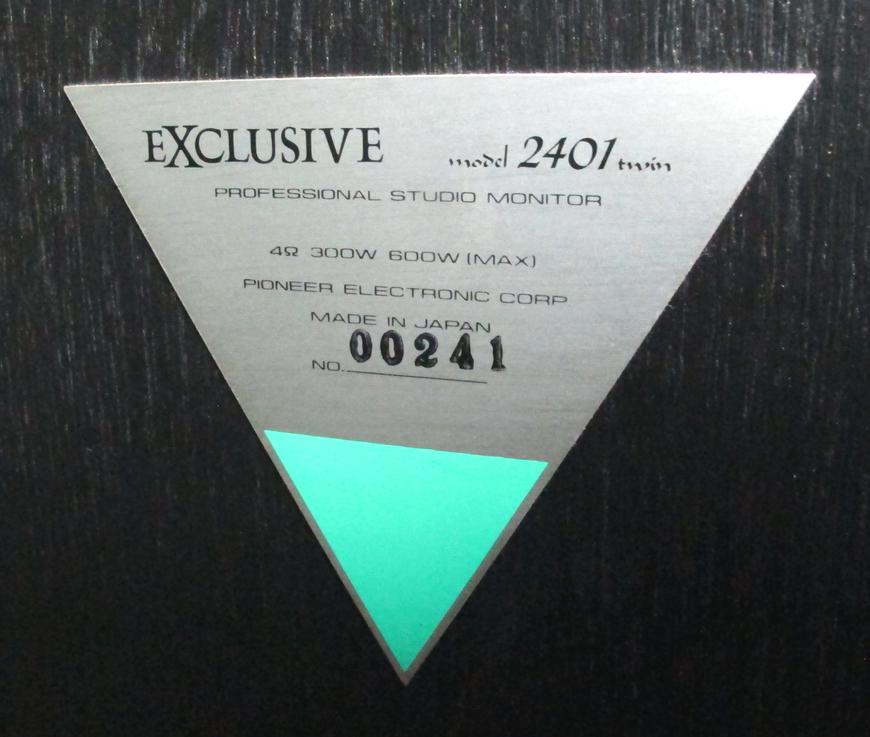 EXCLUSIVE model 2401 twin
PROFESSIONAL STUDIO MONITOR
4Ω 300W 600W (MAX)
PIONEER ELECTRONIC CORP
MADE IN JAPAN
NO. 00241